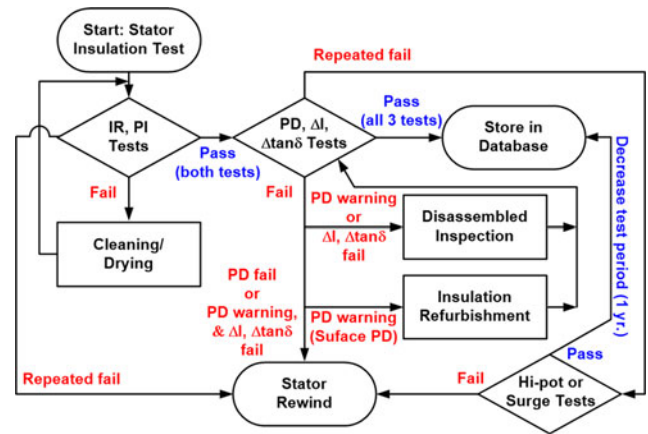 Start: Stator
Insulation Test
Repeated fail
IR, PI
Tests
Pass
(both tests)
PD, ΔI,
Δtanδ Tests
Pass
(all 3 tests)
Store in
Database
Fail
Fail
Cleaning/
Drying
PD warning
or
ΔI, Δtanδ
fail
Disassembled
Inspection
Decrease test period (1 yr.)
PD fail
or
PD warning,
& ΔI, Δtanδ
fail
PD warning
(Suface PD)
Insulation
Refurbishment
Pass
Repeated fail
Stator
Rewind
Fail
Hi-pot or
Surge Tests